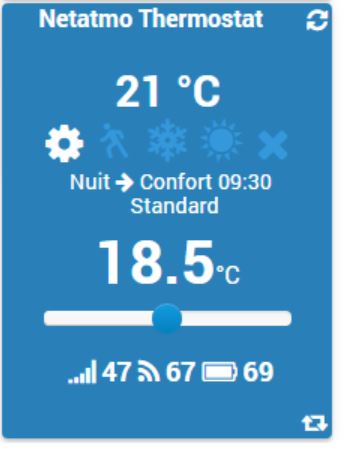 Netatmo Thermostat
21 °C
Nuit → Confort 09:30
Standard
18.5°C
47 67 69